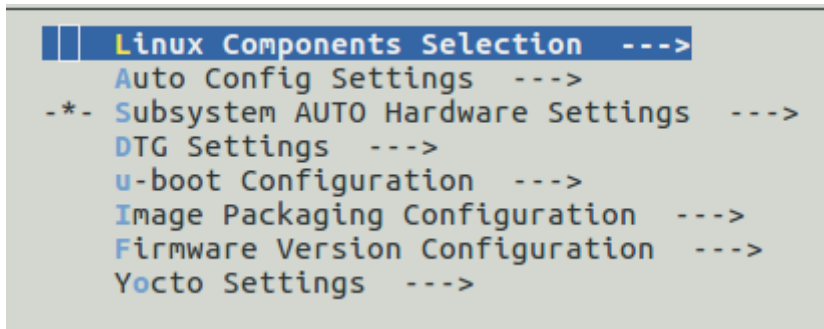 Linux Components Selection --->
Auto Config Settings --->
-*- Subsystem AUTO Hardware Settings --->
DTG Settings --->
u-boot Configuration --->
Image Packaging Configuration --->
Firmware Version Configuration --->
Yocto Settings --->